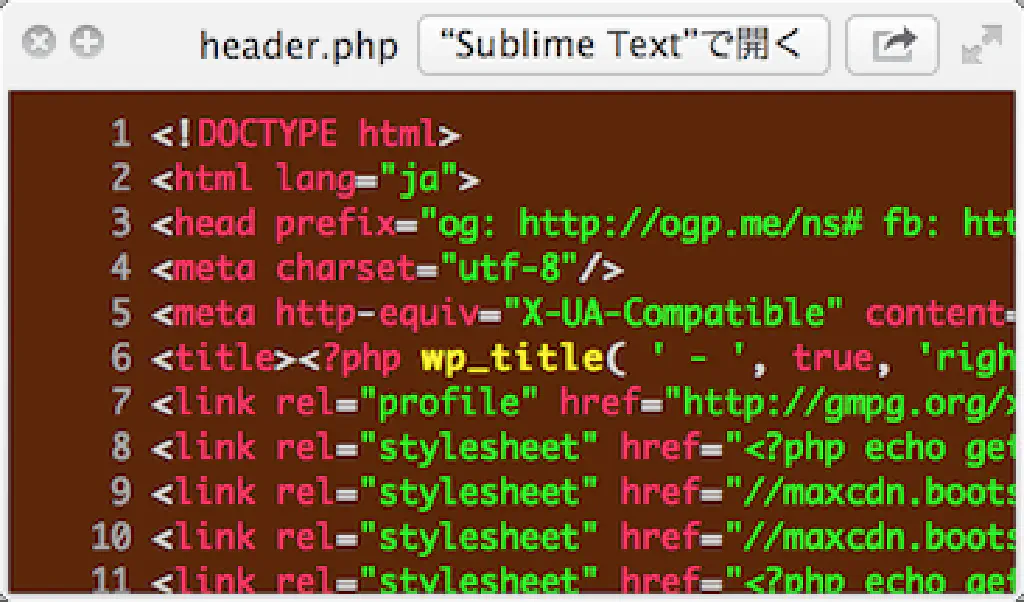 header.php “Sublime Text”で開く
1 <!DOCTYPE html>
2 <html lang="ja">
3 <head prefix="og: http://ogp.me/ns# fb: htt
4 <meta charset="utf-8"/>
5 <meta http-equiv="X-UA-Compatible" content=
6 <title><?php wp_title( ' - ', true, 'righ
7 <link rel="profile" href="http://gmpg.org/x
8 <link rel="stylesheet" href="<?php echo get
9 <link rel="stylesheet" href="//maxcdn.boots
10 <link rel="stylesheet" href="//maxcdn.boots
11 <link rel="stylesheet" href="<?php echo get